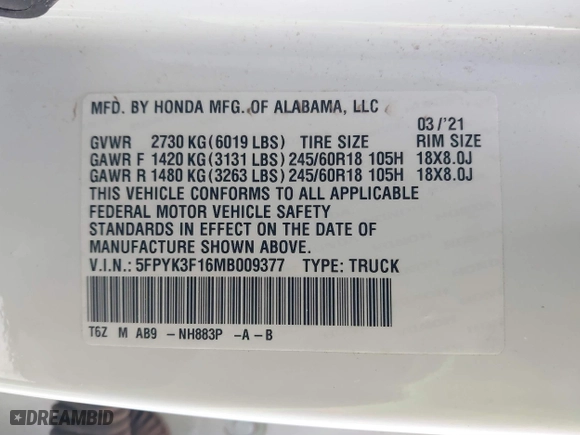 MFD. BY HONDA MFG. OF ALABAMA, LLC
03/'21
GVWR 2730 KG(6019 LBS) TIRE SIZE RIM SIZE
GAWR F 1420 KG(3131 LBS) 245/60R18 105H 18X8.0J
GAWR R 1480 KG(3263 LBS) 245/60R18 105H 18X8.0J
THIS VEHICLE CONFORMS TO ALL APPLICABLE
FEDERAL MOTOR VEHICLE SAFETY
STANDARDS IN EFFECT ON THE DATE OF
MANUFACTURE SHOWN ABOVE.
V.I.N.: 5FPYK3F16MB009377 TYPE: TRUCK
T6Z M AB9 -NH883P -A-B
DREAMBID